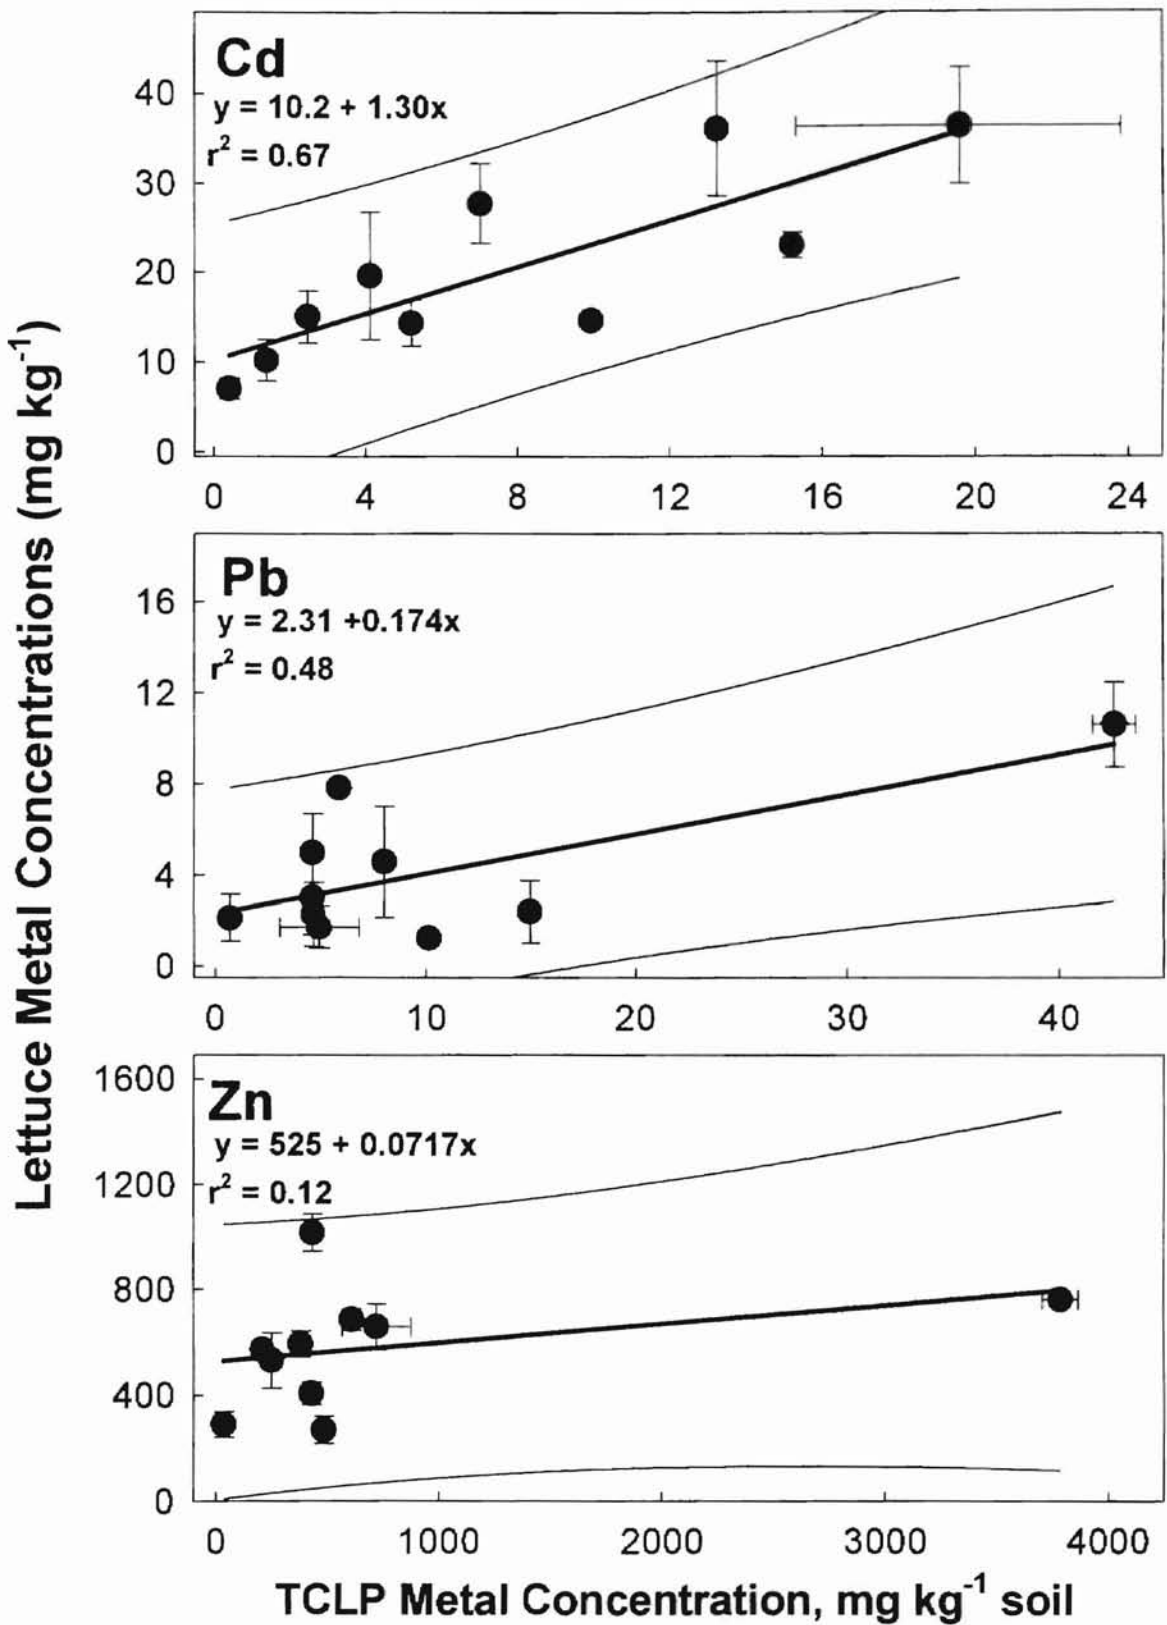 Lettuce Metal Concentrations (mg kg⁻¹)
Cd
y = 10.2 + 1.30x
r² = 0.67
40
30
20
10
0
0 4 8 12 16 20 24
Pb
y = 2.31 +0.174x
r² = 0.48
16
12
8
4
0
0 10 20 30 40
Zn
y = 525 + 0.0717x
r² = 0.12
1600
1200
800
400
0
0 1000 2000 3000 4000
TCLP Metal Concentration, mg kg⁻¹ soil